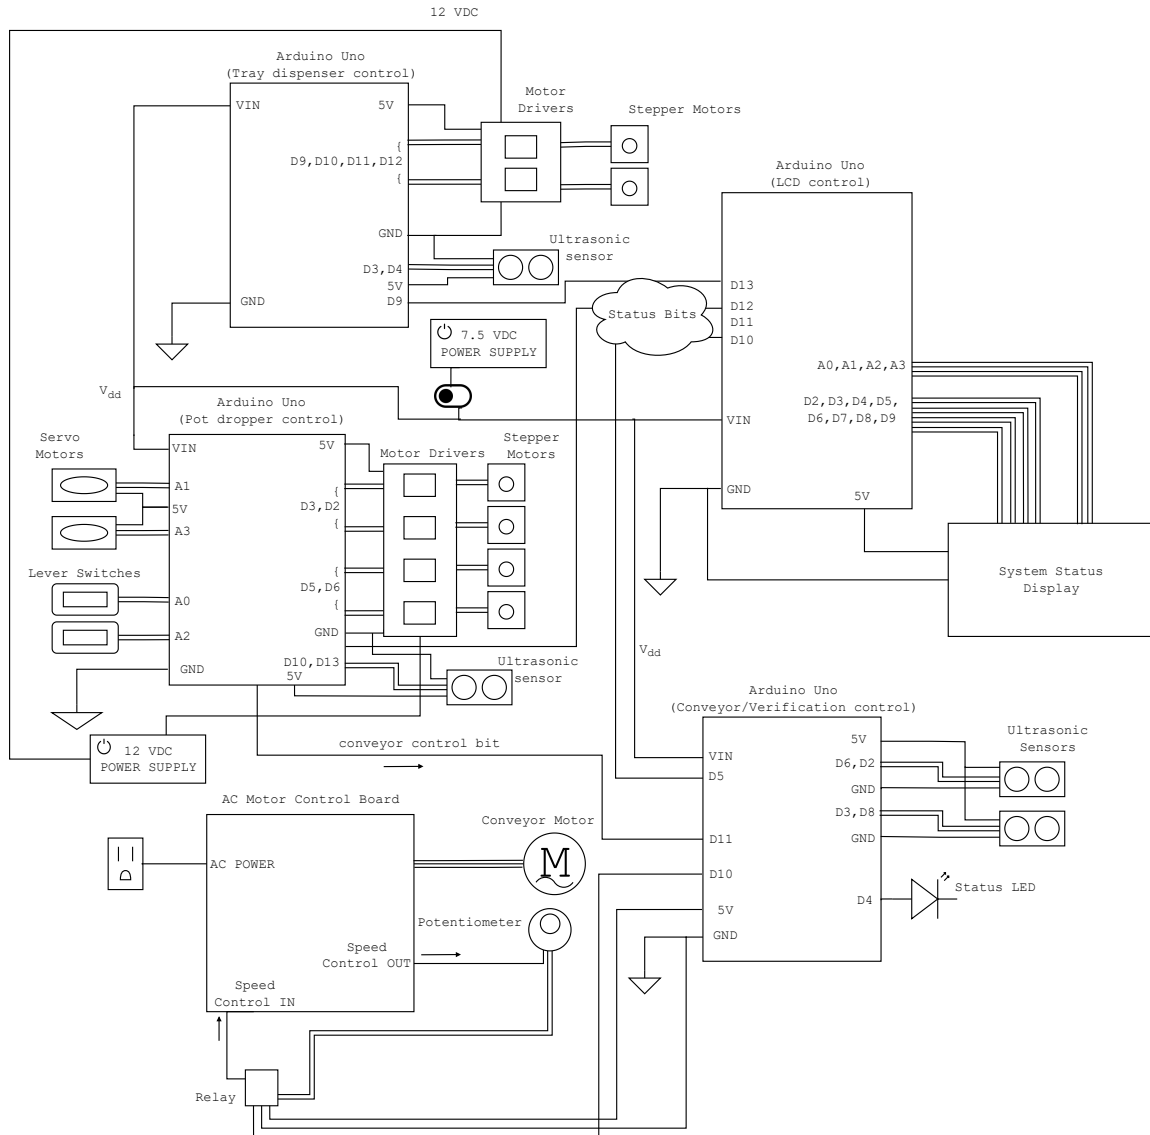 12 VDC
Arduino Uno
(Tray dispenser control)
VIN
5V
{
D9,D10,D11,D12
{
GND
D3,D4
5V
D9
GND
Motor
Drivers
Stepper Motors
Ultrasonic
sensor
Arduino Uno
(LCD control)
D13
D12
D11
D10
Status Bits
A0,A1,A2,A3
D2,D3,D4,D5,
D6,D7,D8,D9
VIN
GND
5V
System Status
Display
7.5 VDC
POWER SUPPLY
Vdd
Arduino Uno
(Pot dropper control)
Servo
Motors
VIN
A1
5V
A3
Lever Switches
A0
A2
GND
5V
{
D3,D2
{
{
D5,D6
{
GND
D10,D13
5V
Motor Drivers
Stepper
Motors
Ultrasonic
sensor
12 VDC
POWER SUPPLY
conveyor control bit
Vdd
Arduino Uno
(Conveyor/Verification control)
VIN
D5
D11
D10
5V
GND
5V
D6,D2
GND
D3,D8
GND
D4
Ultrasonic
Sensors
Status LED
AC Motor Control Board
AC POWER
Conveyor Motor
M
Potentiometer
Speed
Control OUT
Speed
Control IN
Relay